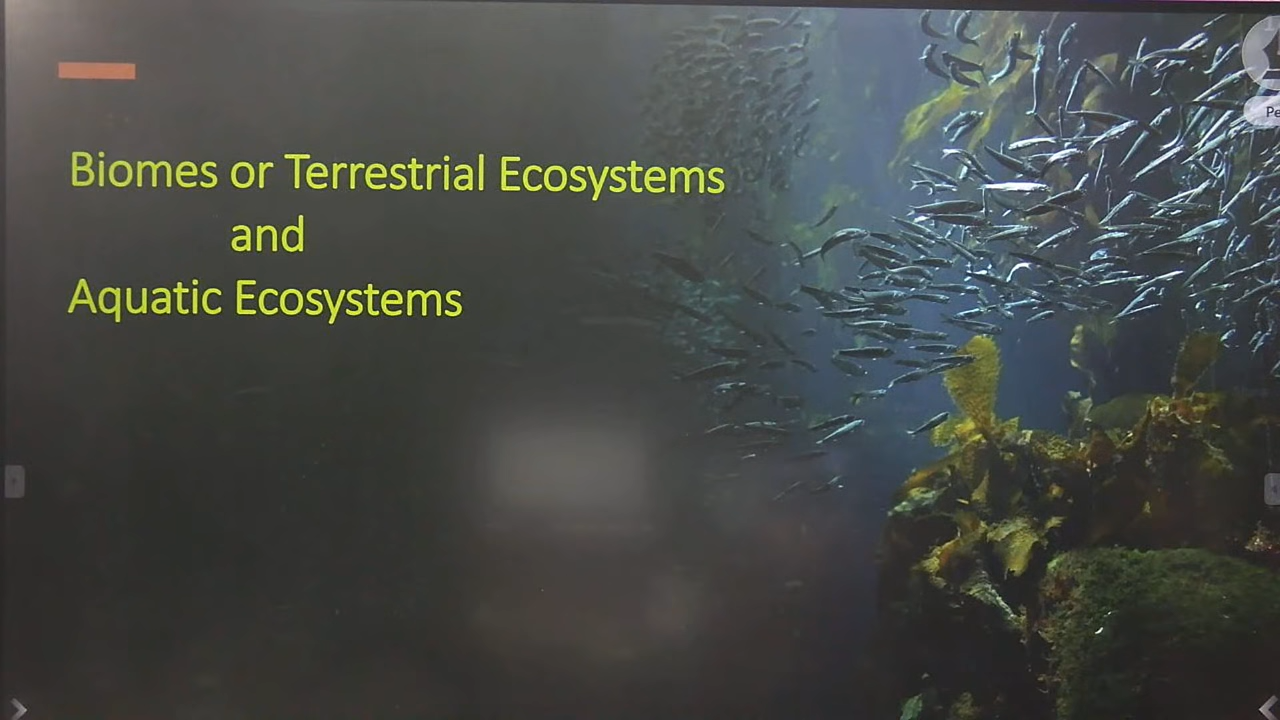 Biomes or Terrestrial Ecosystems
and
Aquatic Ecosystems